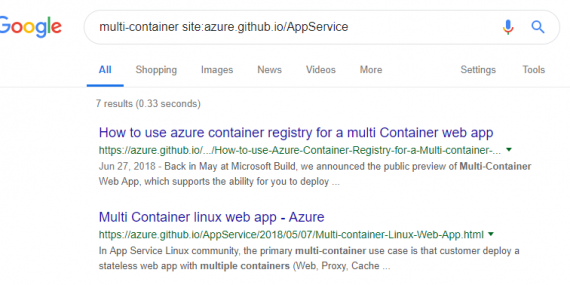 Google multi-container site:azure.github.io/AppService
All Shopping Images News Videos More Settings Tools
7 results (0.33 seconds)
How to use azure container registry for a multi Container web app
https://azure.github.io/.../How-to-use-Azure-Container-Registry-for-a-Multi-container-...
Jun 27, 2018 - Back in May at Microsoft Build, we announced the public preview of Multi-Container
Web App, which supports the ability for you to deploy ...
Multi Container linux web app - Azure
https://azure.github.io/AppService/2018/05/07/Multi-container-Linux-Web-App.html
In App Service Linux community, the primary multi-container use case is that customer deploy a
stateless web app with multiple containers (Web, Proxy, Cache ...